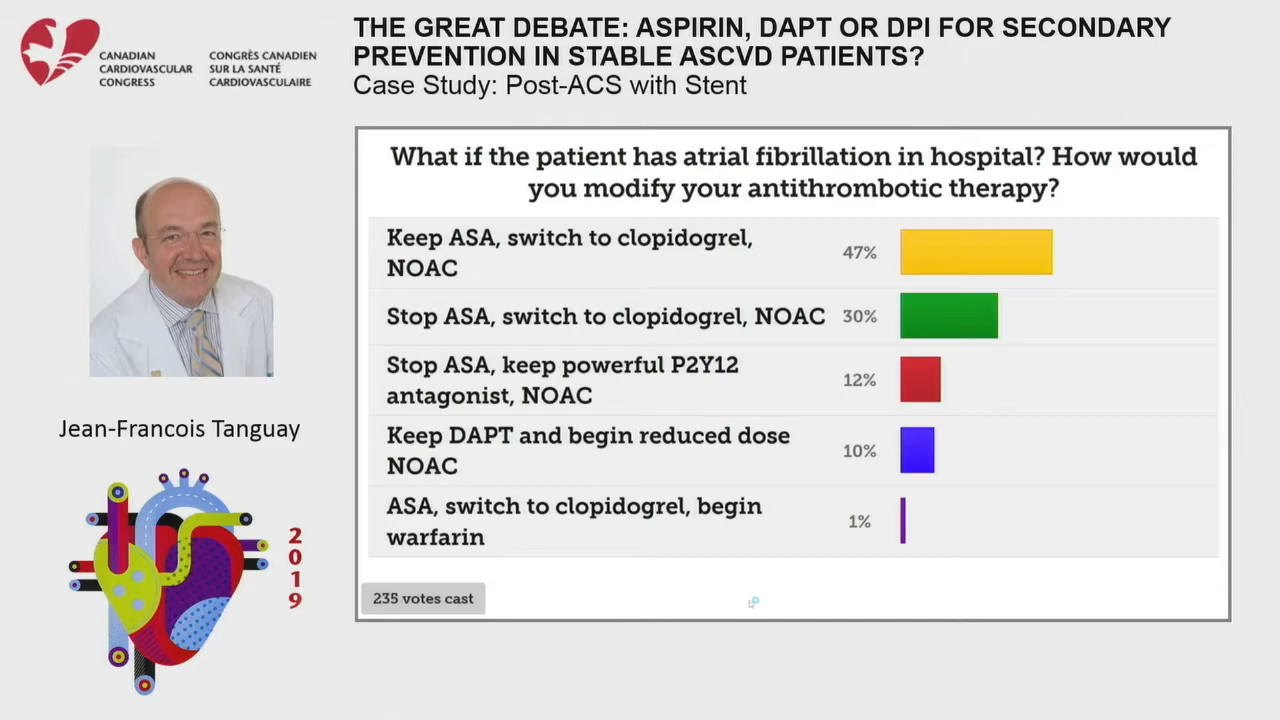 CANADIAN
CARDIOVASCULAR
CONGRESS
CONGRÈS CANADIEN
SUR LA SANTÉ
CARDIOVASCULAIRE
THE GREAT DEBATE: ASPIRIN, DAPT OR DPI FOR SECONDARY
PREVENTION IN STABLE ASCVD PATIENTS?
Case Study: Post-ACS with Stent
Jean-Francois Tanguay
2019
What if the patient has atrial fibrillation in hospital? How would
you modify your antithrombotic therapy?
Keep ASA, switch to clopidogrel,
NOAC
47%
Stop ASA, switch to clopidogrel, NOAC 30%
Stop ASA, keep powerful P2Y12
antagonist, NOAC
12%
Keep DAPT and begin reduced dose
NOAC
10%
ASA, switch to clopidogrel, begin
warfarin
1%
235 votes cast